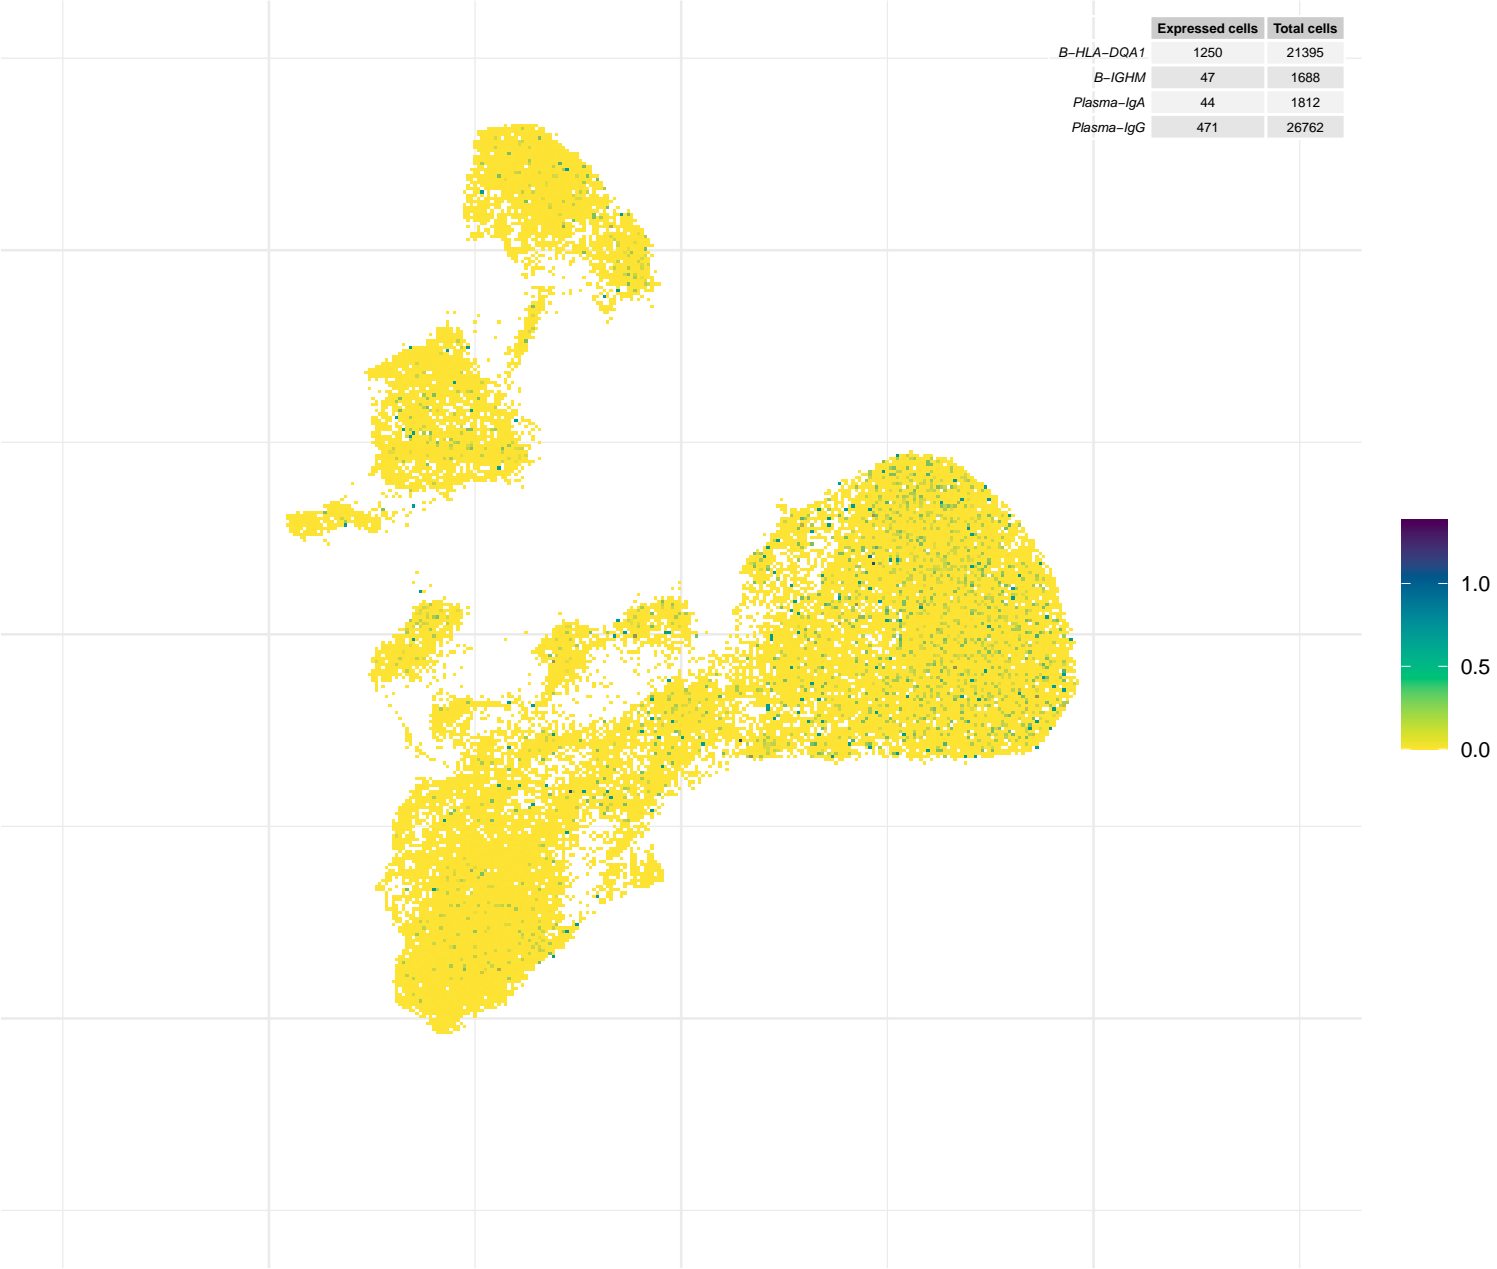 Expressed cells Total cells
B−HLA−DQA1 1250 21395
B−IGHM 47 1688
Plasma−IgA 44 1812
Plasma−IgG 471 26762
1.0
0.5
0.0